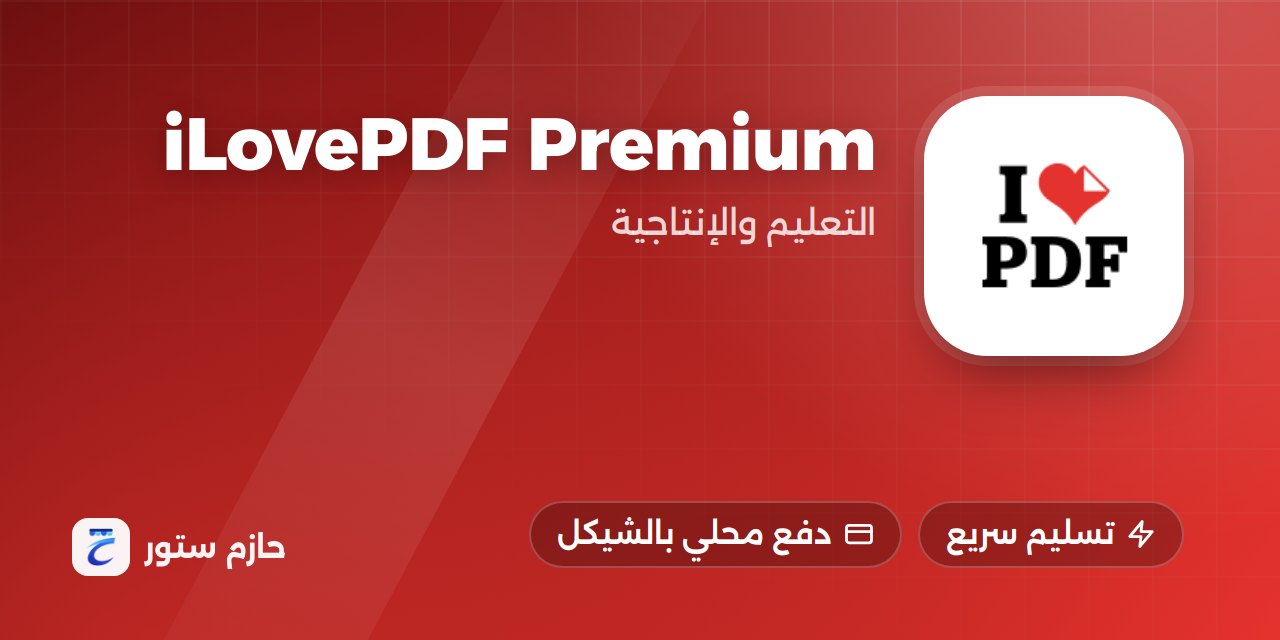 iLovePDF Premium
التعليم والإنتاجية
I
PDF
تسليم سريع
دفع محلي بالشيكل
حازم ستور